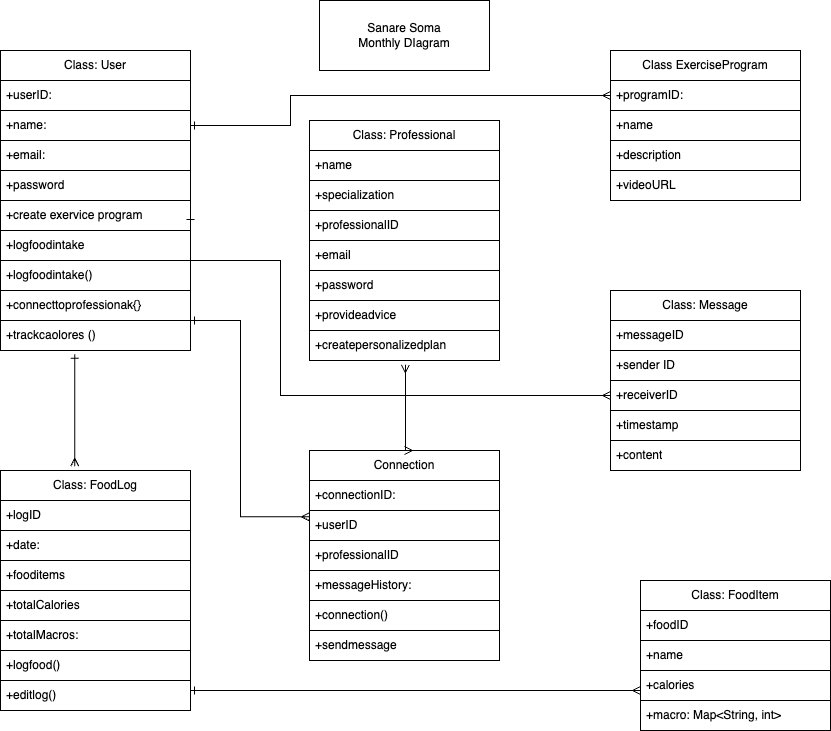 Sanare Soma
Monthly DIagram
Class: User
+userID:
+name:
+email:
+password
+create exervice program
+logfoodintake
+logfoodintake()
+connecttoprofessionak{}
+trackcaolores ()
Class: Professional
+name
+specialization
+professionalID
+email
+password
+provideadvice
+createpersonalizedplan
Class ExerciseProgram
+programID:
+name
+description
+videoURL
Class: Message
+messageID
+sender ID
+receiverID
+timestamp
+content
Class: FoodLog
+logID
+date:
+fooditems
+totalCalories
+totalMacros:
+logfood()
+editlog()
Connection
+connectionID:
+userID
+professionalID
+messageHistory:
+connection()
+sendmessage
Class: FoodItem
+foodID
+name
+calories
+macro: Map<String, int>